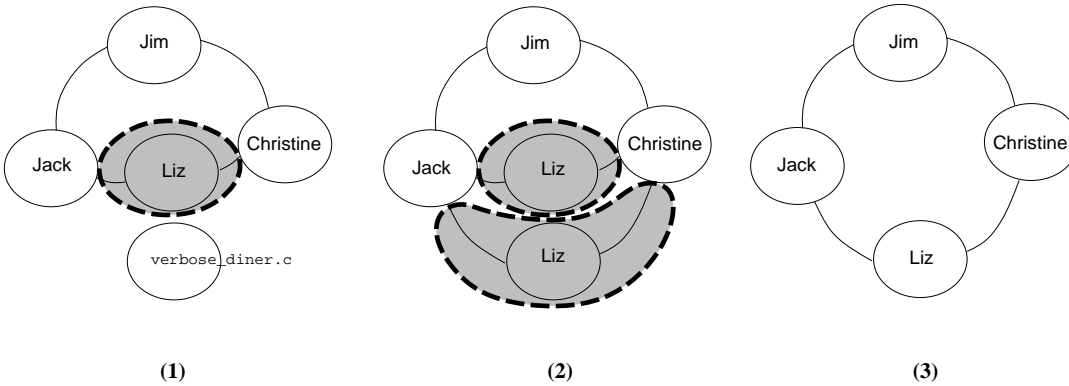 Jim
Jack
Liz
Christine
verbose_diner.c
(1)
Jim
Jack
Liz
Christine
Liz
(2)
Jim
Jack
Christine
Liz
(3)